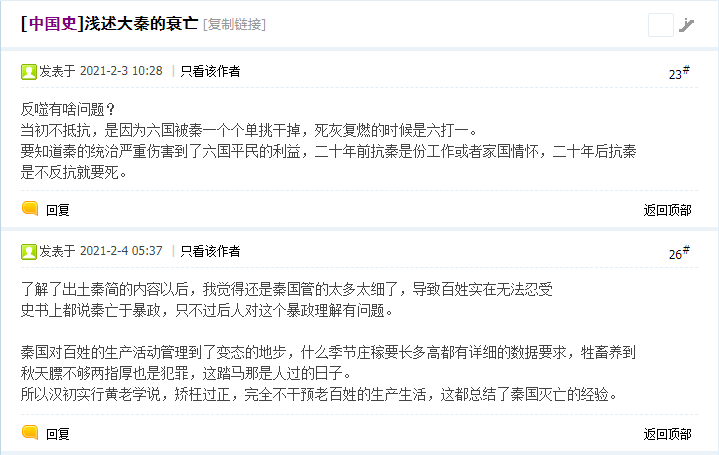 [中国史]浅述大秦的衰亡 [复制链接]
发表于 2021-2-3 10:28 | 只看该作者 23#
反噬有啥问题？
当初不抵抗，是因为六国被秦一个个单挑干掉，死灰复燃的时候是六打一。
要知道秦的统治严重伤害到了六国平民的利益，二十年前抗秦是份工作或者家国情怀，二十年后抗秦
是不反抗就要死。
回复 返回顶部
发表于 2021-2-4 05:37 | 只看该作者 26#
了解了出土秦简的内容以后，我觉得还是秦国管的太多太细了，导致百姓实在无法忍受
史书上都说秦亡于暴政，只不过后人对这个暴政理解有问题。
秦国对百姓的生产活动管理到了变态的地步，什么季节庄稼要长多高都有详细的数据要求，牲畜养到
秋天膘不够两指厚也是犯罪，这踏马那是人过的日子。
所以汉初实行黄老学说，矫枉过正，完全不干预老百姓的生产生活，这都总结了秦国灭亡的经验。
回复 返回顶部